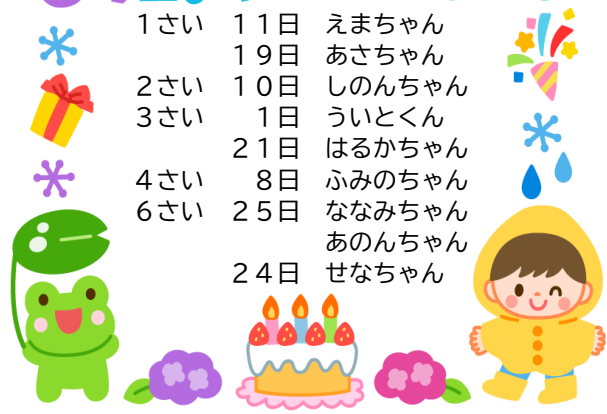 １さい　１１日　えまちゃん
１９日　あさちゃん
２さい　１０日　しのんちゃん
３さい　１日　ういとくん
２１日　はるかちゃん
４さい　８日　ふみのちゃん
６さい　２５日　ななみちゃん
あのんちゃん
２４日　せなちゃん